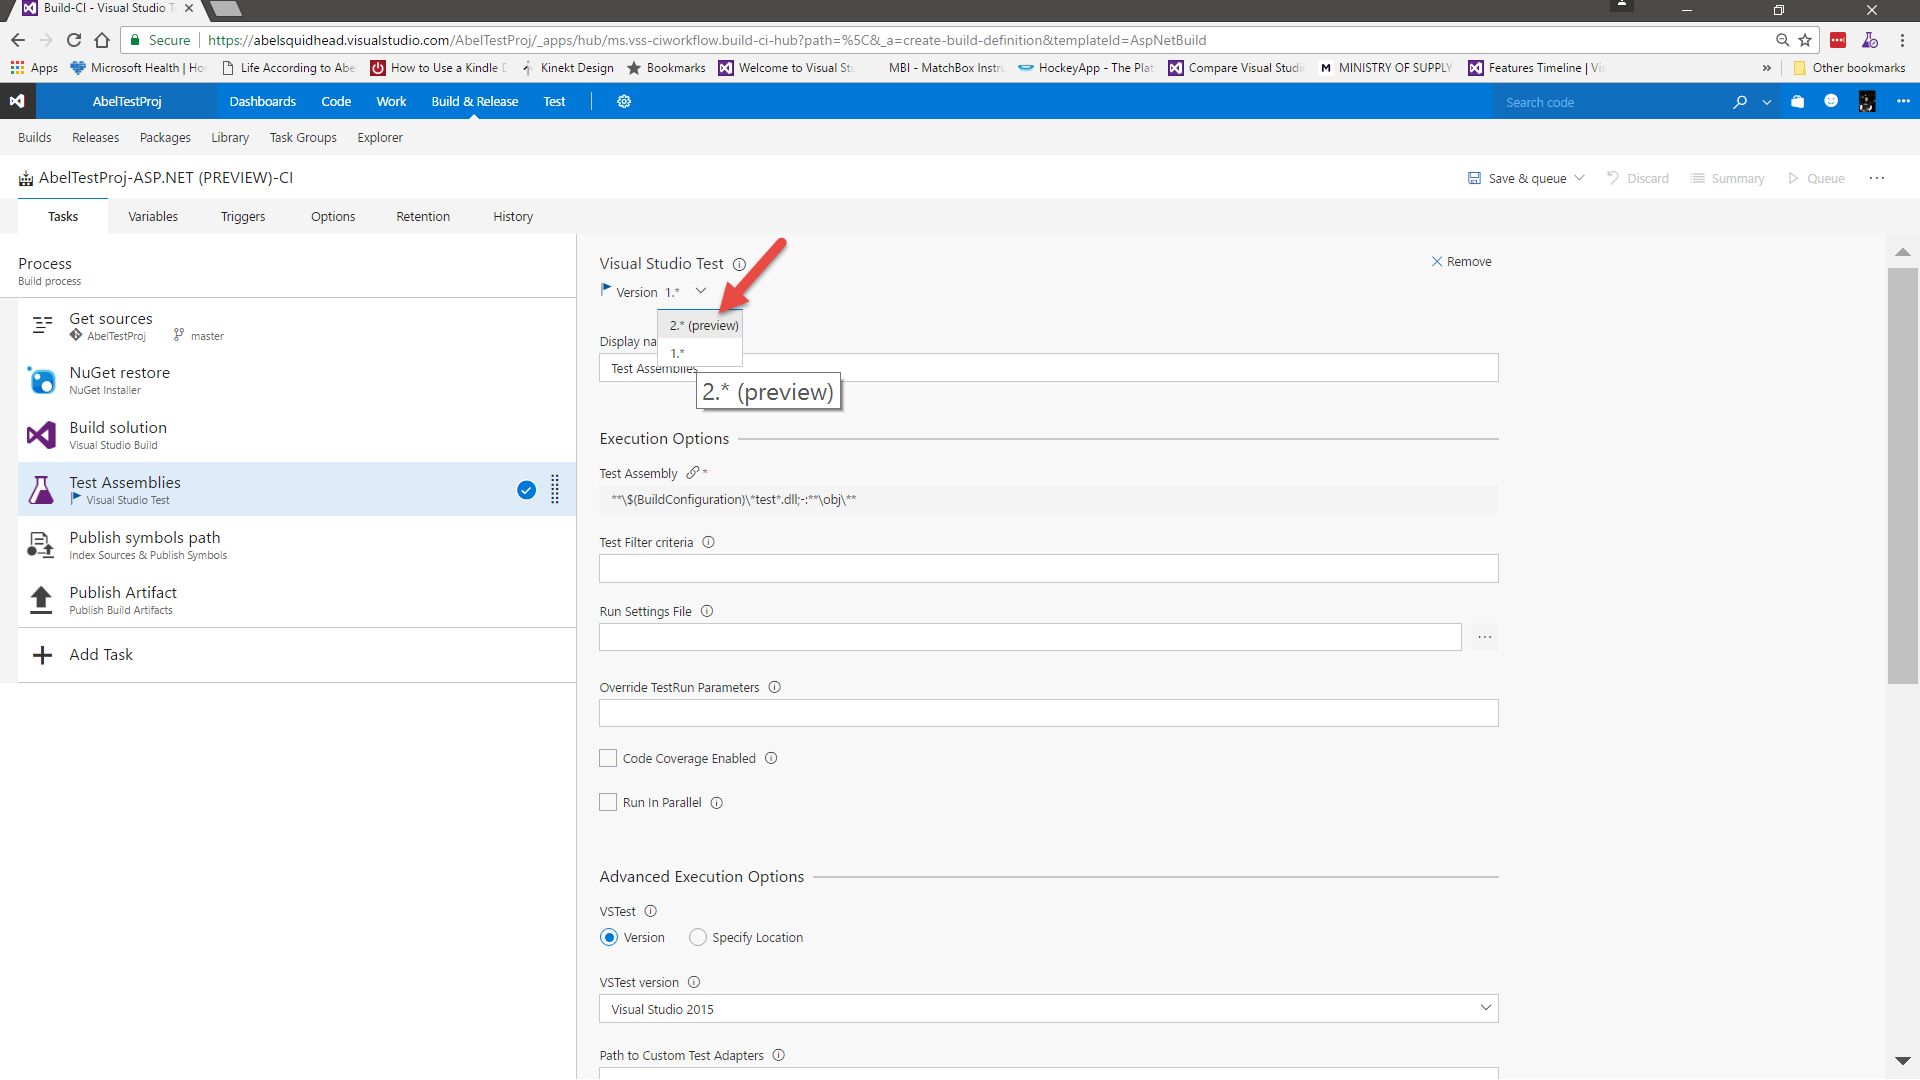 Build-CI - Visual Studio T
Secure
https://abelsquidhead.visualstudio.com/AbelTestProj/_apps/hub/ms.vss-ciworkflow.build-ci-hub?path=%5C&_a=create-build-definition&templateId=AspNetBuild
Apps
Microsoft Health | Ho
Life According to Abe
How to Use a Kindle D
Kinekt Design
Bookmarks
Welcome to Visual Stu
MBI - MatchBox Instru
HockeyApp - The Plat
Compare Visual Studio
M MINISTRY OF SUPPLY
Features Timeline | Vis
»
Other bookmarks
AbelTestProj
Dashboards
Code
Work
Build & Release
Test
Search code
Builds
Releases
Packages
Library
Task Groups
Explorer
AbelTestProj-ASP.NET (PREVIEW)-CI
Save & queue
Discard
Summary
Queue
Tasks
Variables
Triggers
Options
Retention
History
Process
Build process
Get sources
AbelTestProj
master
NuGet restore
NuGet Installer
Build solution
Visual Studio Build
Test Assemblies
Visual Studio Test
Publish symbols path
Index Sources & Publish Symbols
Publish Artifact
Publish Build Artifacts
Add Task
Visual Studio Test
Remove
Version 1.*
2.* (preview)
1.*
Display na
Test Assemblies
2.* (preview)
Execution Options
Test Assembly *
**\$(BuildConfiguration)\*test*.dll;-:**\obj\**
Test Filter criteria
Run Settings File
...
Override TestRun Parameters
Code Coverage Enabled
Run In Parallel
Advanced Execution Options
VSTest
Version
Specify Location
VSTest version
Visual Studio 2015
Path to Custom Test Adapters